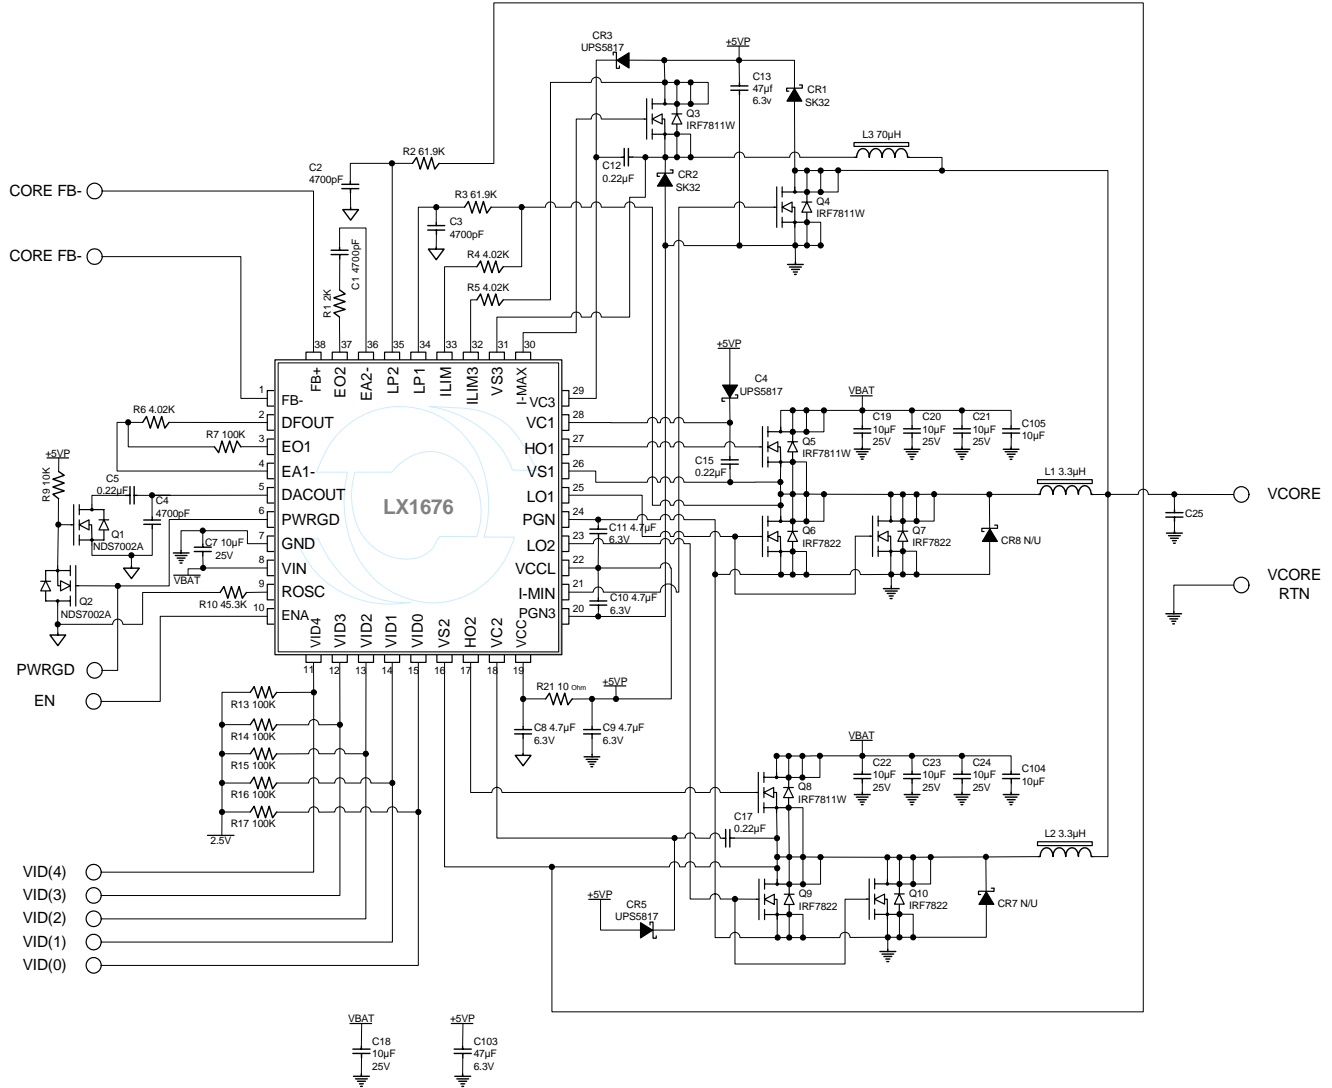 CR3
UPS5817
+5VP
C13
47µf
6.3v
CR1
SK32
Q3
IRF7811W
L3 70µH
R2 61.9K
C2
4700pF
C12
0.22µF
CR2
SK32
CORE FB-
R3 61.9K
Q4
IRF7811W
C3
4700pF
C1 4700pF
CORE FB-
R4 4.02K
R5 4.02K
R1 2K
38
37
36
35
34
33
32
31
30
FB+
EO2
EA2-
LP2
LP1
ILIM
ILIM3
VS3
I-MAX
+5VP
C4
UPS5817
1
FB-
2
DFOUT
3
EO1
4
EA1-
5
DACOUT
6
PWRGD
7
GND
8
VIN
9
ROSC
10
ENA
VC3
29
VC1
28
HO1
27
VS1
26
LO1
25
PGN
24
LO2
23
VCCL
22
I-MIN
21
PGN3
20
LX1676
R6 4.02K
R7 100K
+5VP
R9 10K
C5
0.22µF
C4
4700pF
Q1
NDS7002A
C7 10µF
25V
VBAT
Q2
NDS7002A
R10 45.3K
VBAT
C19
10µF
25V
C20
10µF
25V
C21
10µF
25V
C105
10µF
Q5
IRF7811W
C15
0.22µF
L1 3.3µH
VCORE
C25
C11 4.7µF
6.3V
Q6
IRF7822
Q7
IRF7822
CR8 N/U
C10 4.7µF
6.3V
VCORE
RTN
VID4
VID3
VID2
VID1
VID0
VS2
HO2
VC2
VCC
11
12
13
14
15
16
17
18
19
PWRGD
EN
R13 100K
R14 100K
R15 100K
R16 100K
R17 100K
2.5V
R21 10 Ohm
+5VP
C8 4.7µF
6.3V
C9 4.7µF
6.3V
VBAT
C22
10µF
25V
C23
10µF
25V
C24
10µF
25V
C104
10µF
Q8
IRF7811W
C17
0.22µF
L2 3.3µH
VID(4)
VID(3)
VID(2)
VID(1)
VID(0)
+5VP
CR5
UPS5817
Q9
IRF7822
Q10
IRF7822
CR7 N/U
VBAT
C18
10µF
25V
+5VP
C103
47µF
6.3V